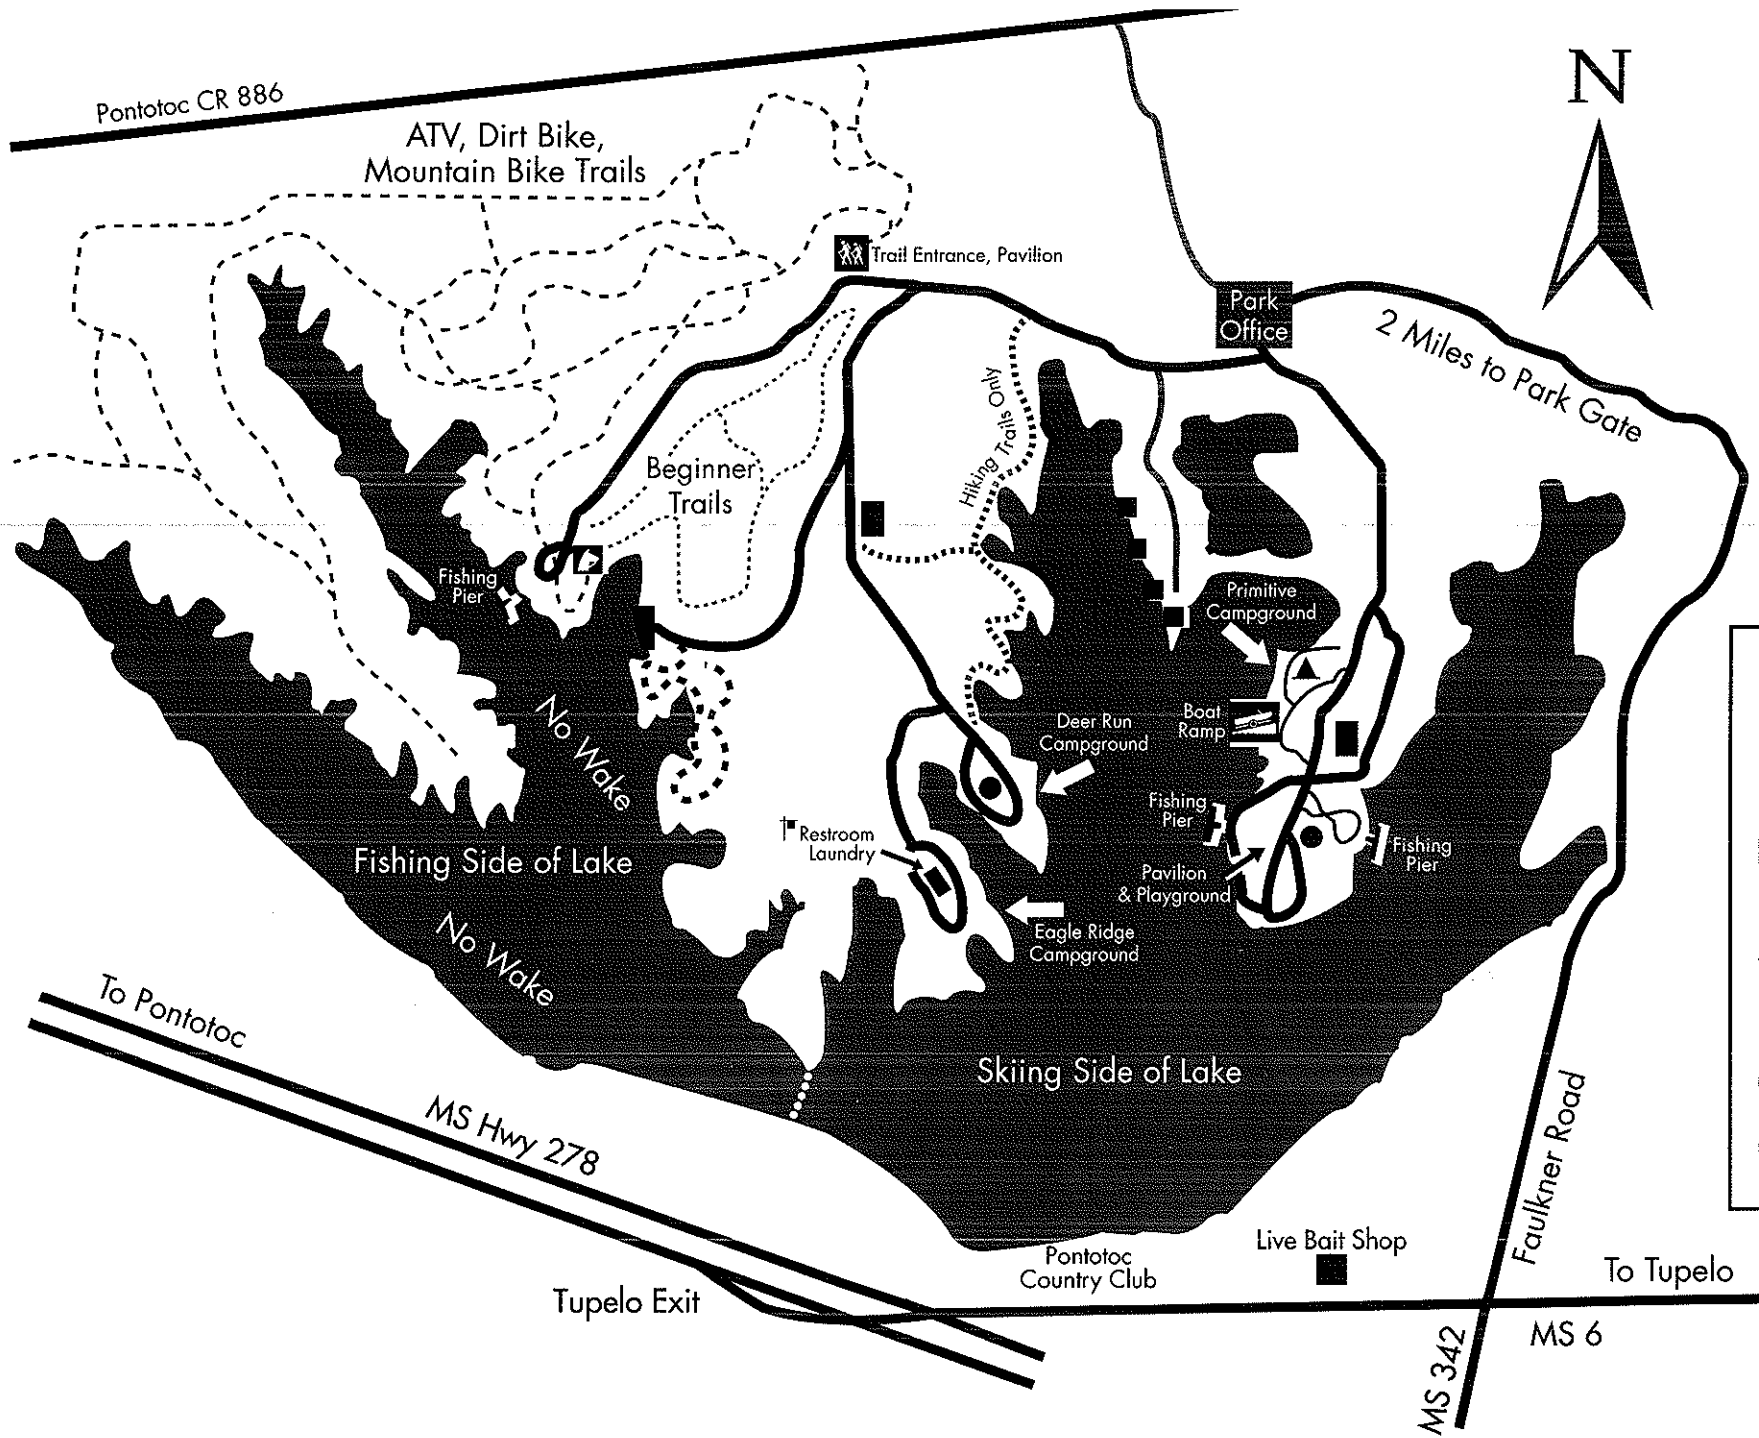 N
Pontotoc CR 886
ATV, Dirt Bike,
Mountain Bike Trails
Trail Entrance, Pavilion
Park
Office
2 Miles to Park Gate
Hiking Trails Only
Beginner
Trails
Fishing
Pier
Primitive
Campground
No Wake
Deer Run
Campground
Boat
Ramp
Fishing
Pier
Restroom
Laundry
Fishing
Pier
Pavilion
& Playground
Fishing Side of Lake
No Wake
Eagle Ridge
Campground
To Pontotoc
Skiing Side of Lake
MS Hwy 278
Faulkner Road
Live Bait Shop
Pontotoc
Country Club
To Tupelo
Tupelo Exit
MS 6
MS 342